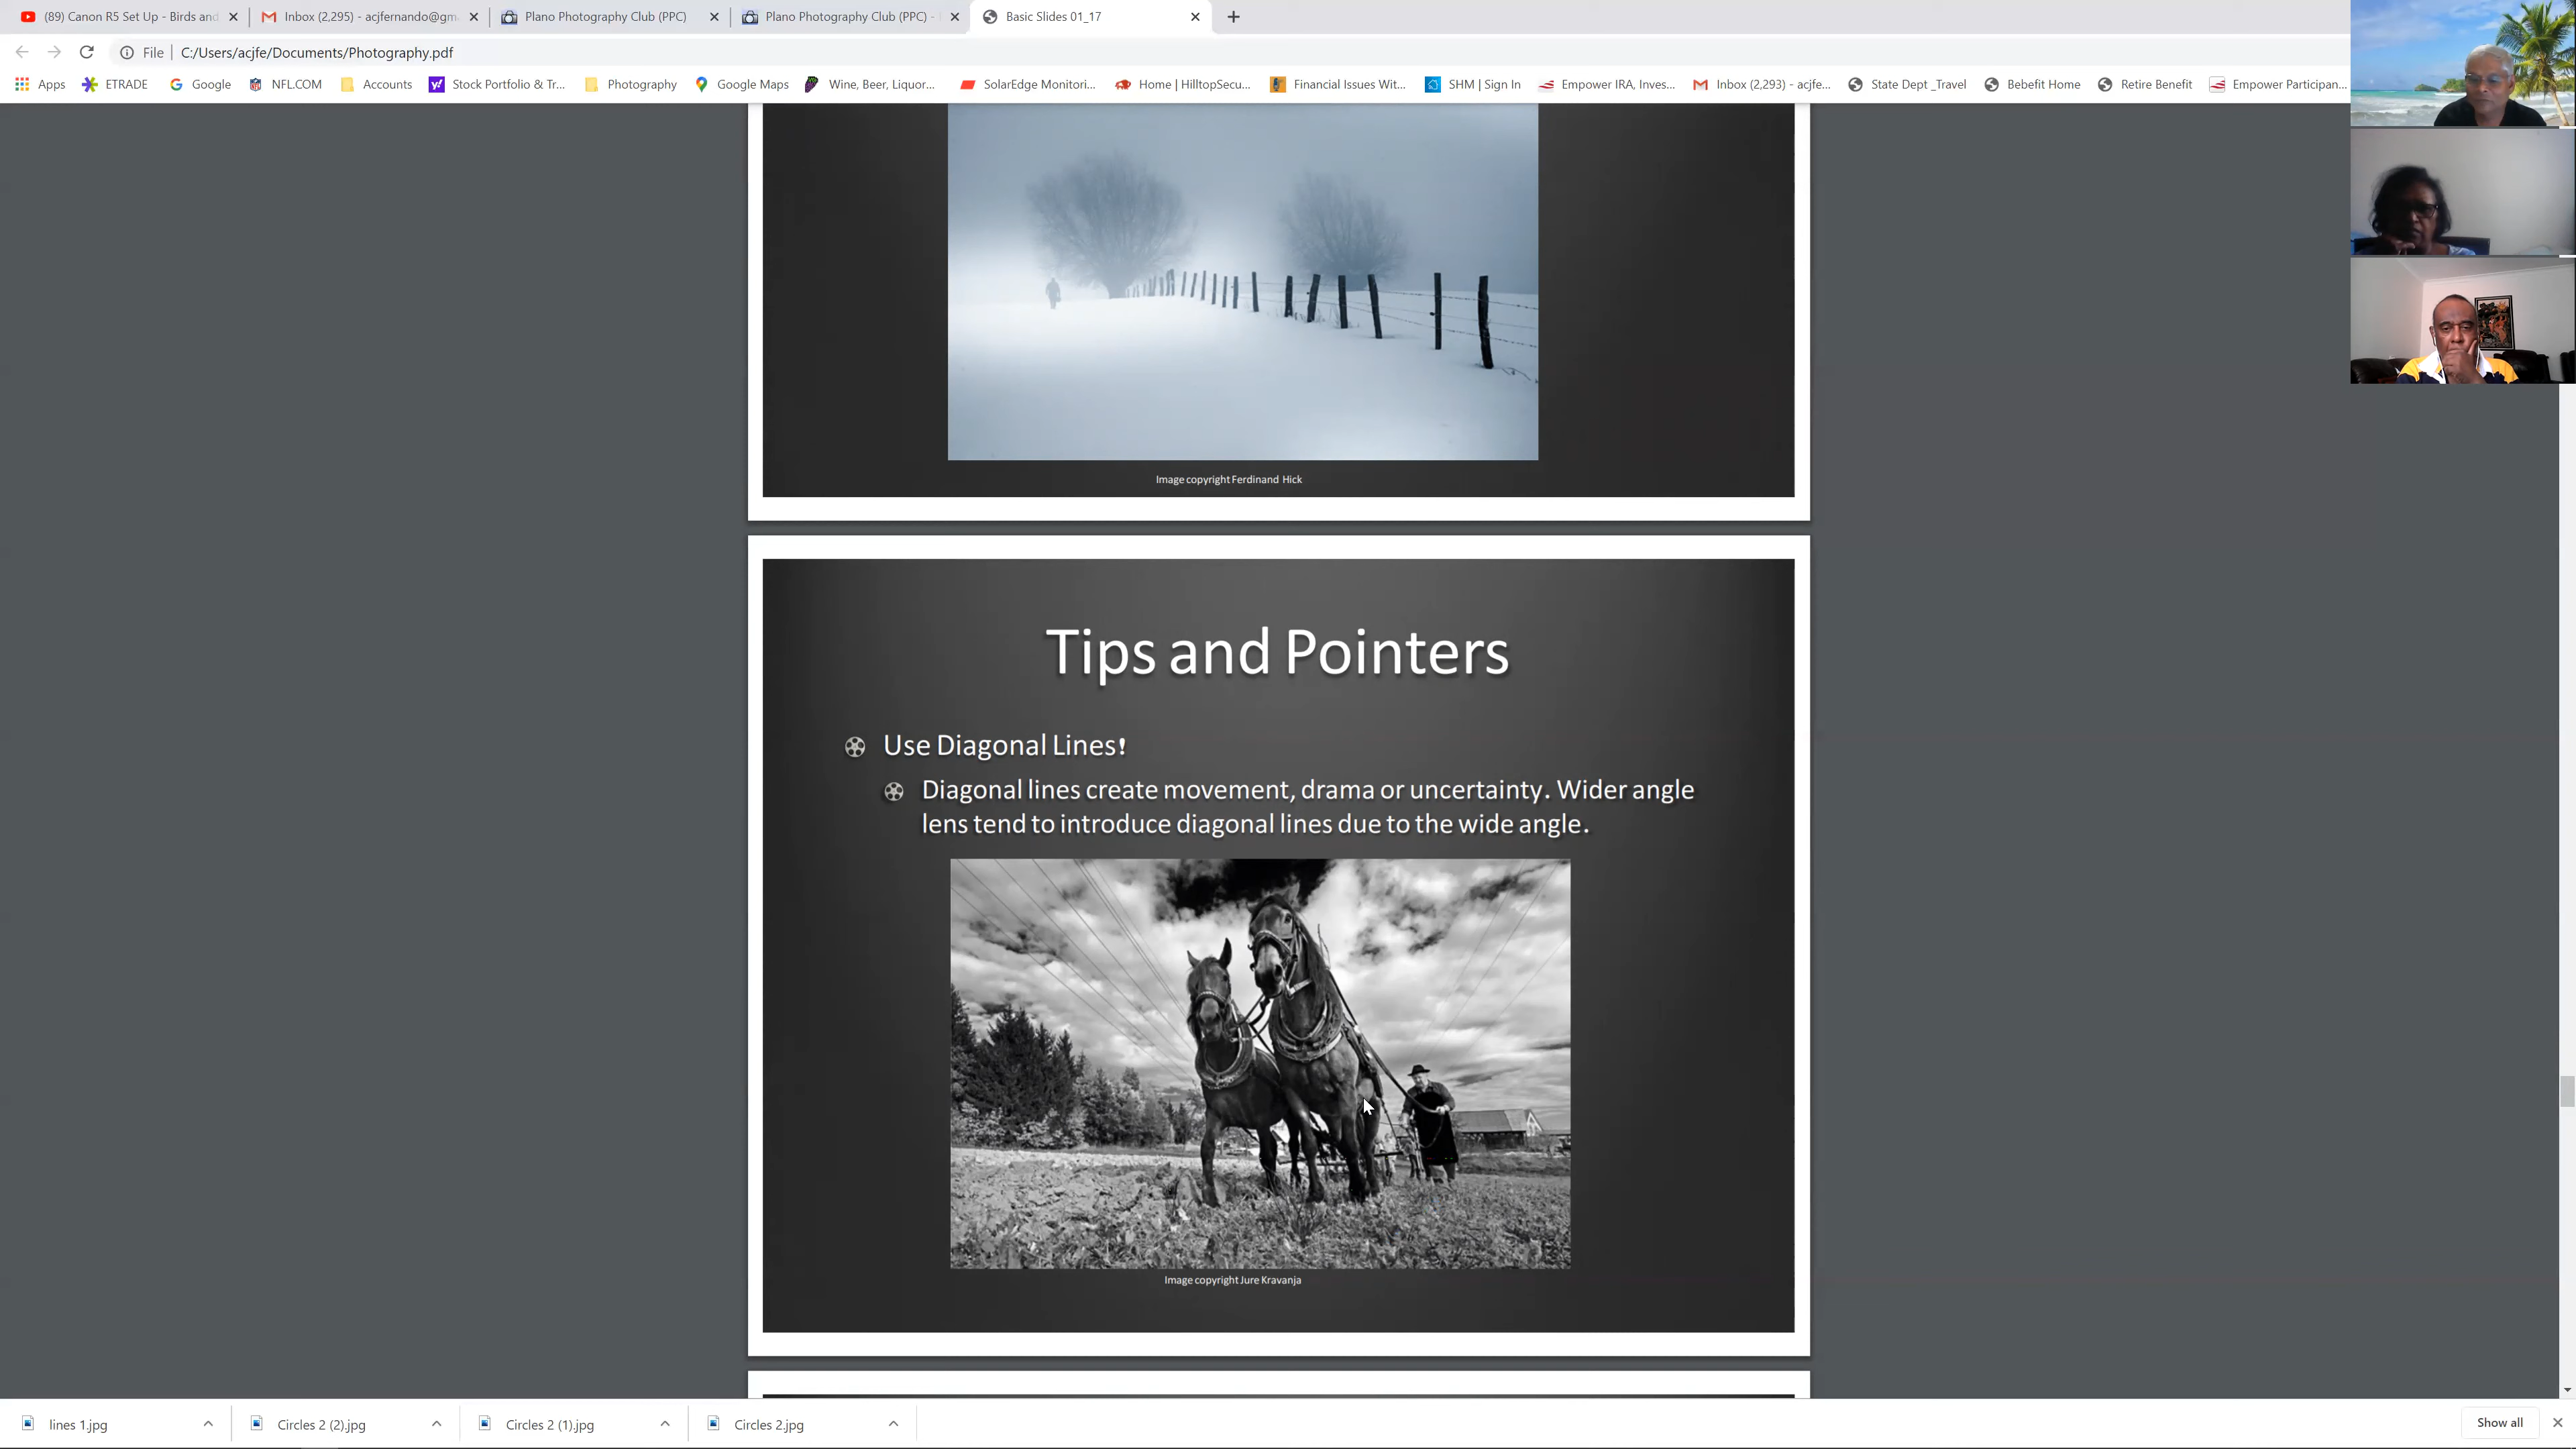 (89) Canon R5 Set Up - Birds and
Inbox (2,295) - acjfernando@gm
Plano Photography Club (PPC)
Plano Photography Club (PPC) -
Basic Slides 01_17
File
C:/Users/acjfe/Documents/Photography.pdf
Apps
ETRADE
Google
NFL.COM
Accounts
Stock Portfolio & Tr...
Photography
Google Maps
Wine, Beer, Liquor...
SolarEdge Monitori...
Home | HilltopSecu...
Financial Issues Wit...
SHM | Sign In
Empower IRA, Inves...
Inbox (2,293) - acjfe...
State Dept _Travel
Bebefit Home
Retire Benefit
Empower Participan...
Image copyright Ferdinand Hick
Tips and Pointers
Use Diagonal Lines!
Diagonal lines create movement, drama or uncertainty. Wider angle
lens tend to introduce diagonal lines due to the wide angle.
Image copyright Jure Kravanja
lines 1.jpg
Circles 2 (2).jpg
Circles 2 (1).jpg
Circles 2.jpg
Show all